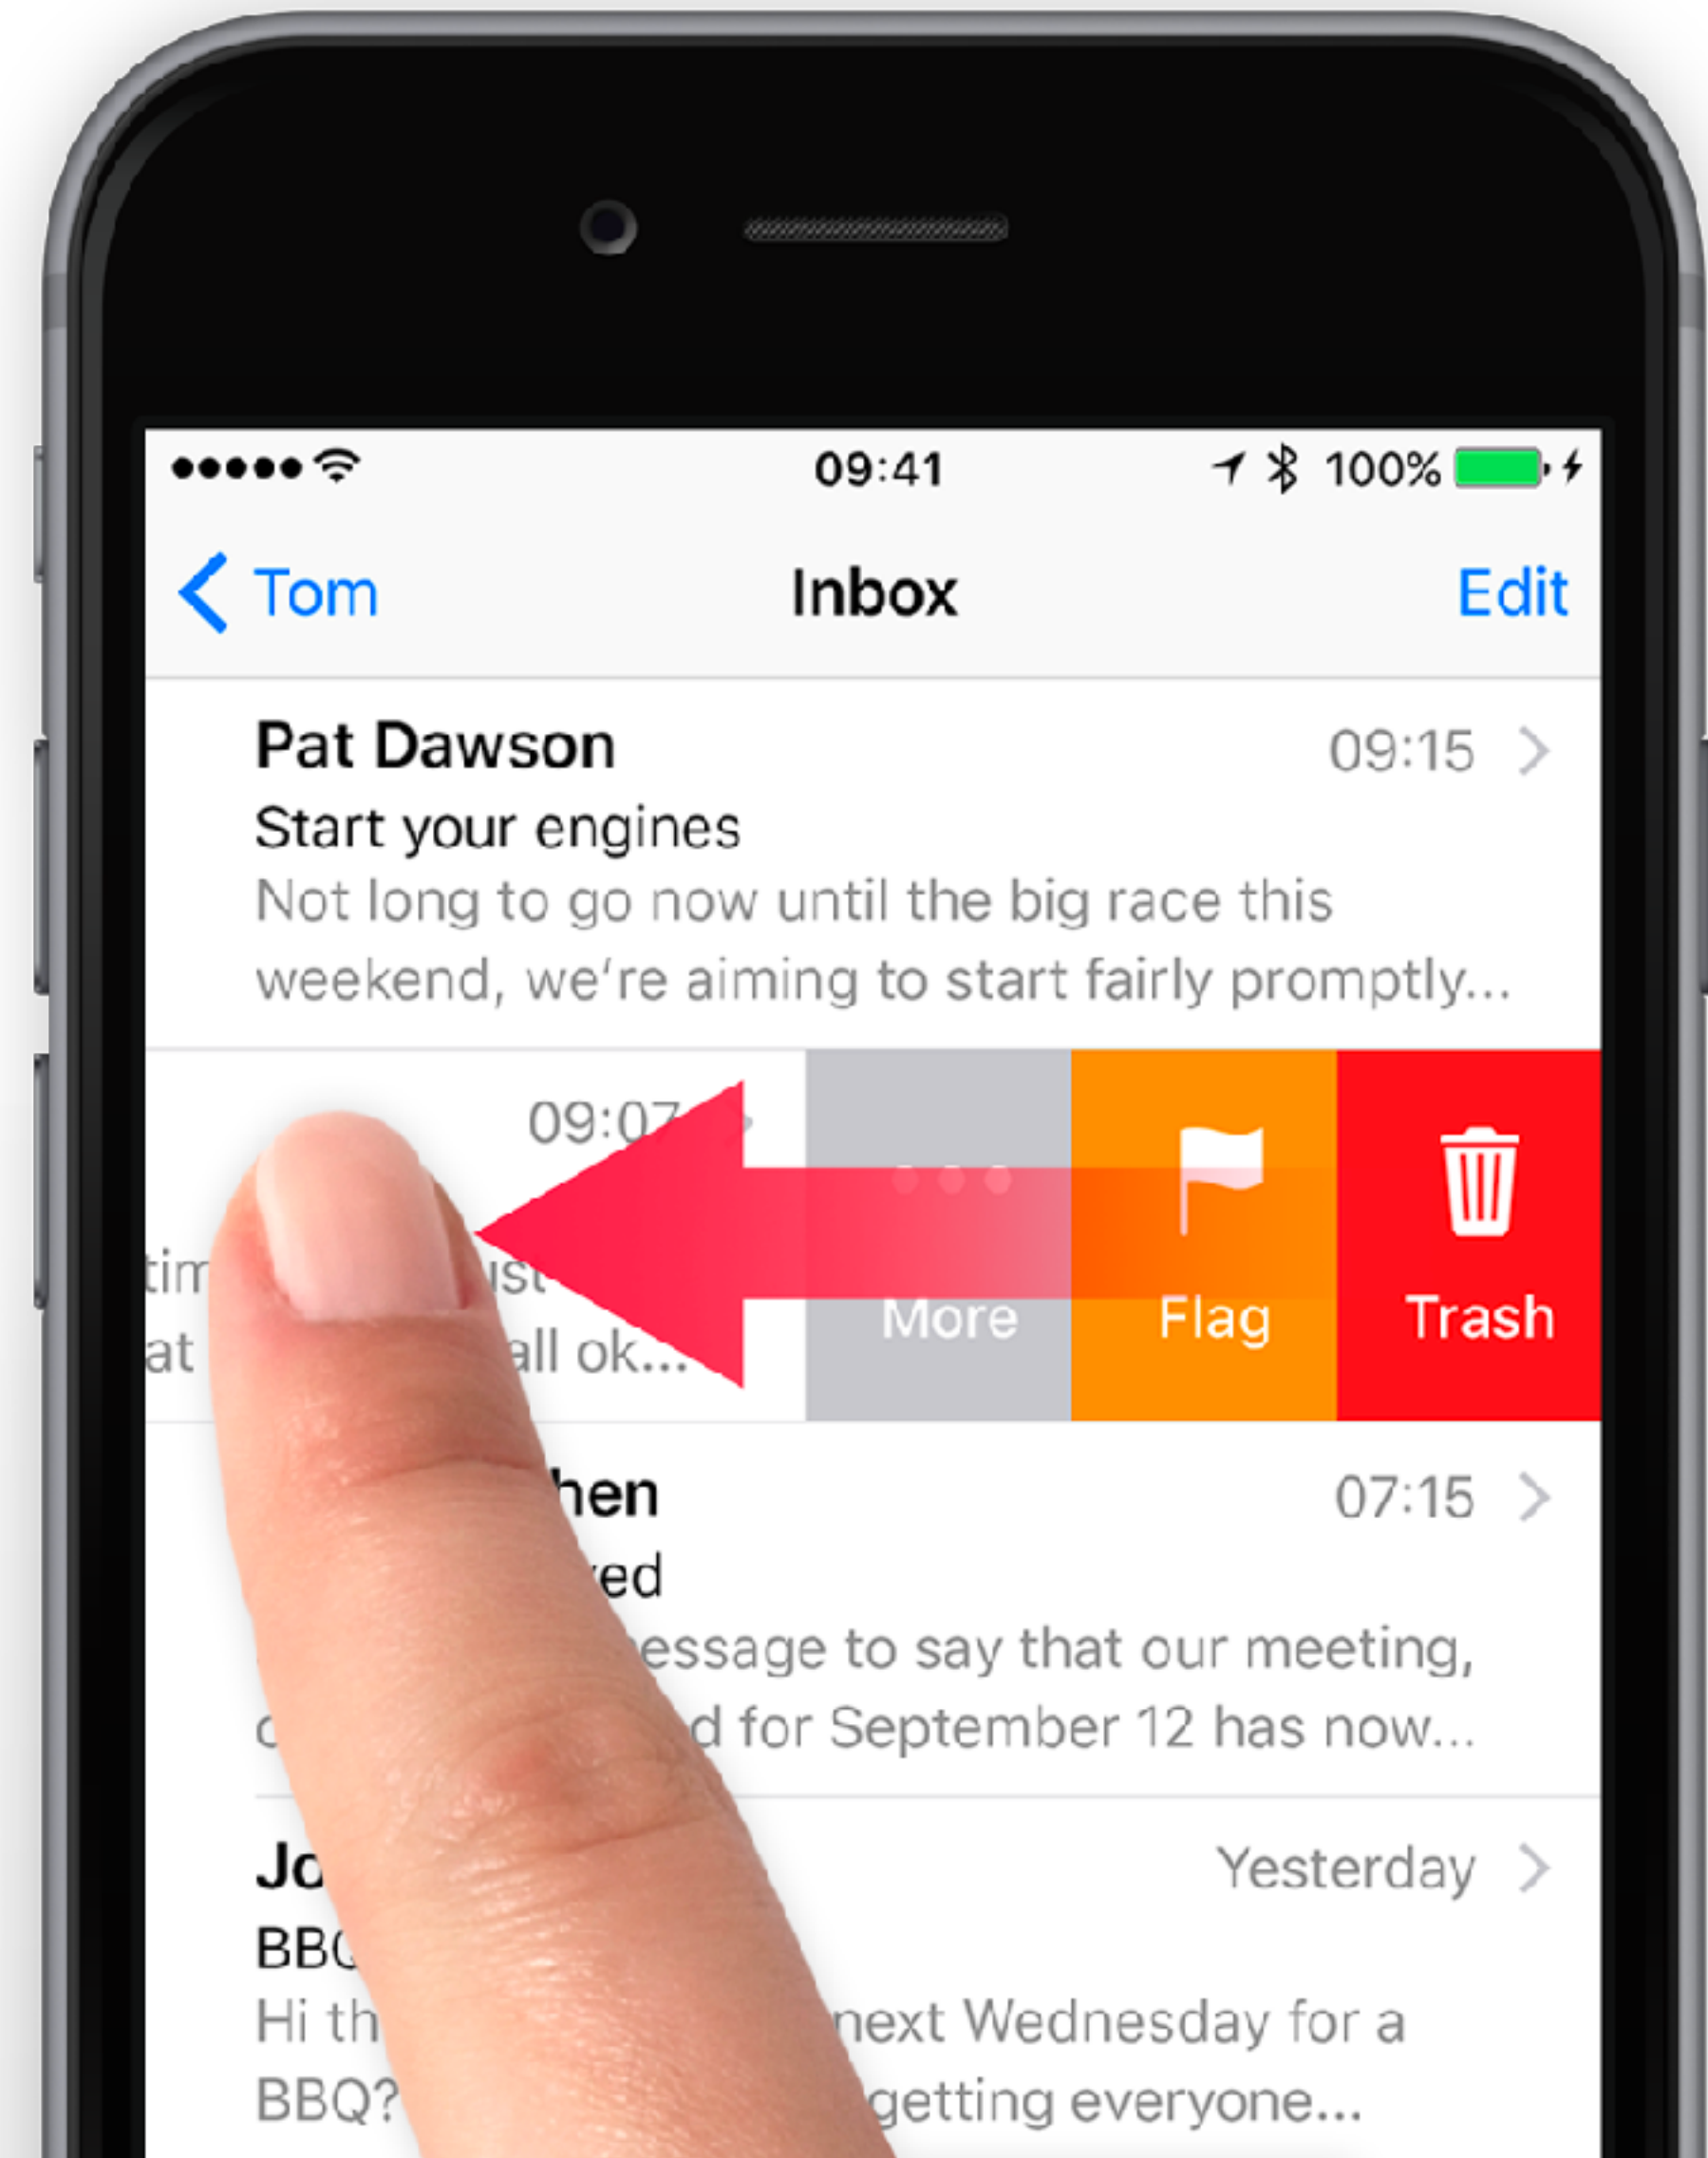 09:41 100%
Tom Inbox Edit
Pat Dawson 09:15
Start your engines
Not long to go now until the big race this
weekend, we're aiming to start fairly promptly...
09:07
More Flag Trash
all ok...
07:15
to say that our meeting,
for September 12 has now...
Yesterday
Hi next Wednesday for a
BBQ? getting everyone...